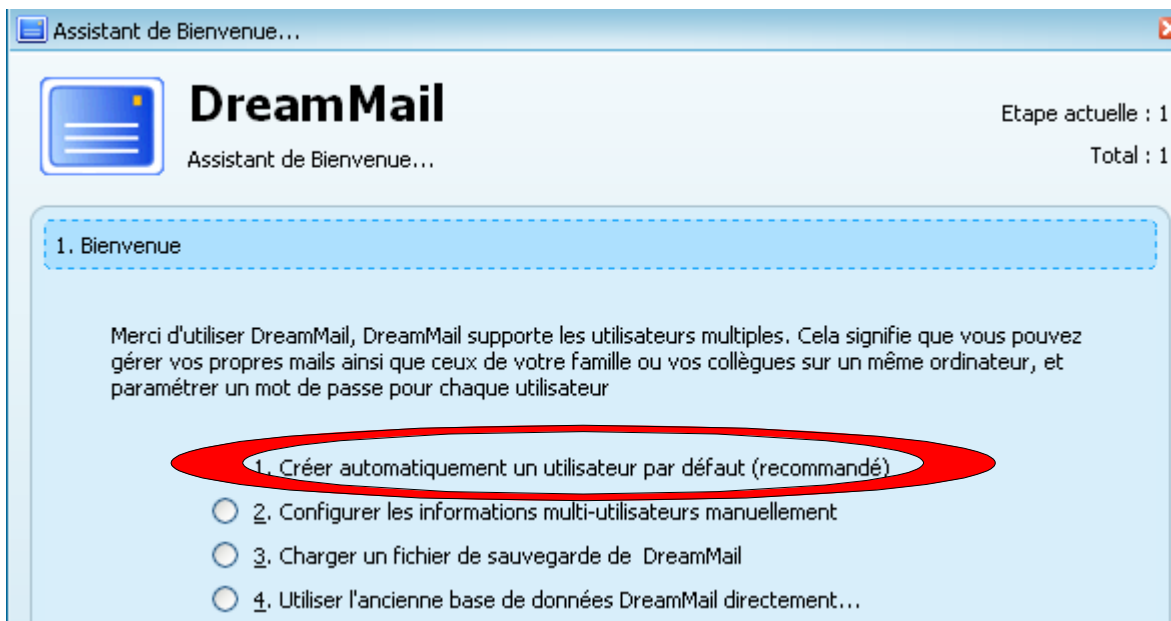 Assistant de Bienvenue...
DreamMail
Etape actuelle : 1
Assistant de Bienvenue...
Total : 1
1. Bienvenue
Merci d'utiliser DreamMail, DreamMail supporte les utilisateurs multiples. Cela signifie que vous pouvez
gérer vos propres mails ainsi que ceux de votre famille ou vos collègues sur un même ordinateur, et
paramétrer un mot de passe pour chaque utilisateur
1. Créer automatiquement un utilisateur par défaut (recommandé)
2. Configurer les informations multi-utilisateurs manuellement
3. Charger un fichier de sauvegarde de DreamMail
4. Utiliser l'ancienne base de données DreamMail directement...